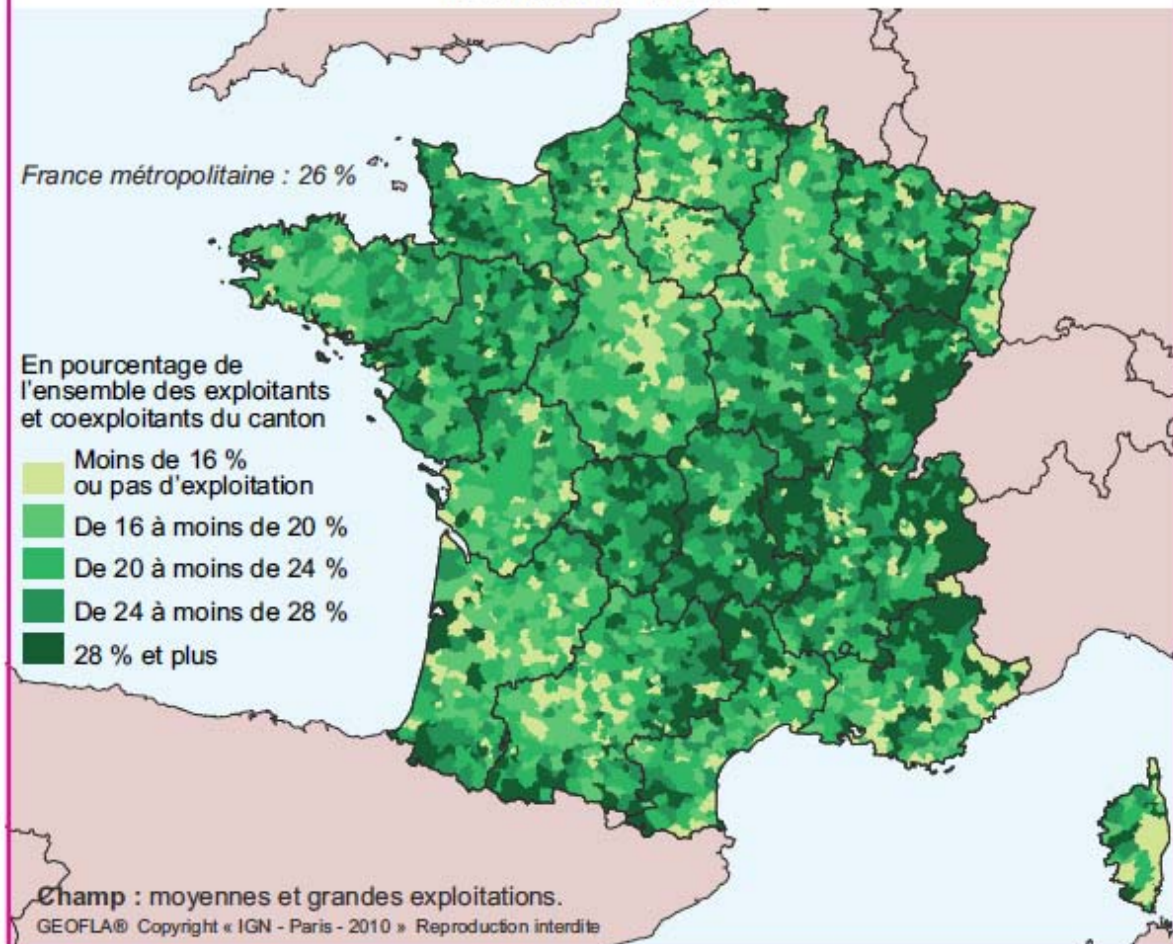 France métropolitaine : 26 %
En pourcentage de
l'ensemble des exploitants
et coexploitants du canton
Moins de 16 %
ou pas d'exploitation
De 16 à moins de 20 %
De 20 à moins de 24 %
De 24 à moins de 28 %
28 % et plus
Champ : moyennes et grandes exploitations.
GEOFLA® Copyright « IGN - Paris - 2010 » Reproduction interdite